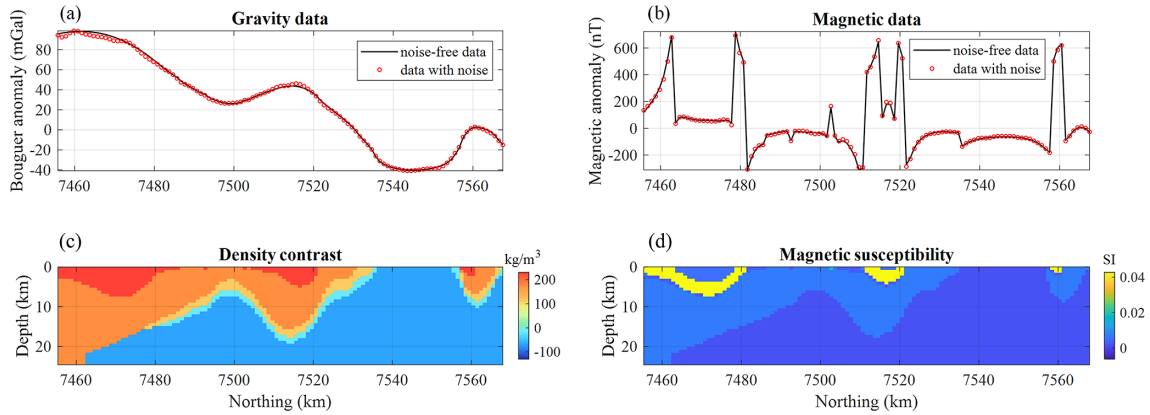 (a)
Gravity data
Bouguer anomaly (mGal)
80
60
40
20
0
-20
-40
noise-free data
data with noise
7460 7480 7500 7520 7540 7560
(b)
Magnetic data
Magnetic anomaly (nT)
600
400
200
0
-200
noise-free data
data with noise
7460 7480 7500 7520 7540 7560
(c)
Density contrast
Depth (km)
0
10
20
7460 7480 7500 7520 7540 7560
Northing (km)
kg/m³
200
100
0
-100
(d)
Magnetic susceptibility
Depth (km)
0
10
20
7460 7480 7500 7520 7540 7560
Northing (km)
SI
0.04
0.02
0